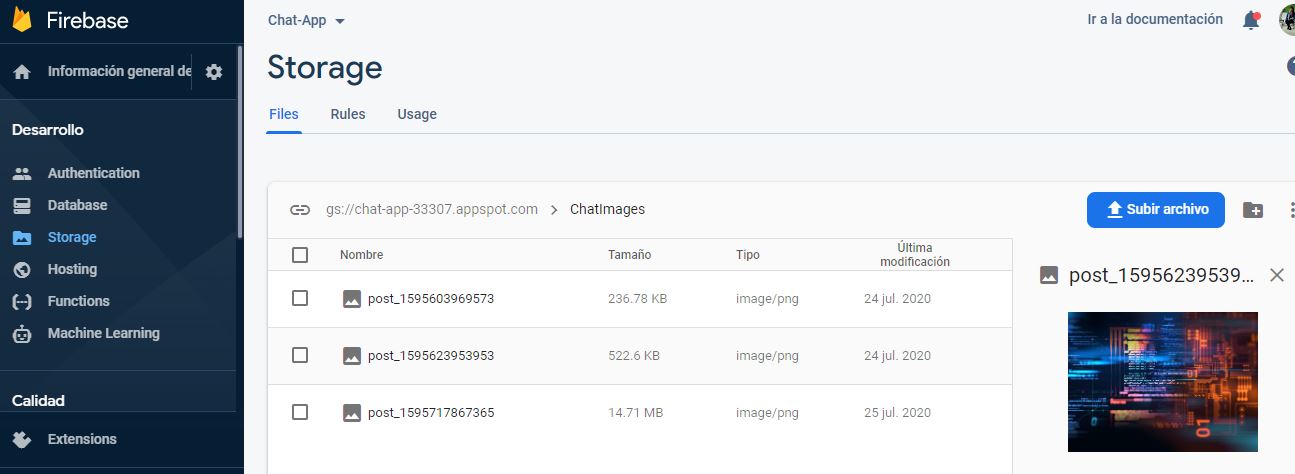 Firebase
Chat-App
Ir a la documentación
Información general de
Storage
Files Rules Usage
Desarrollo
Authentication
Database
Storage
Hosting
Functions
Machine Learning
Calidad
Extensions
gs://chat-app-33307.appspot.com > ChatImages
Subir archivo
Nombre Tamaño Tipo Última modificación
post_1595603969573 236.78 KB image/png 24 jul. 2020
post_1595623953953 522.6 KB image/png 24 jul. 2020
post_1595717867365 14.71 MB image/png 25 jul. 2020
post_15956239539...
01